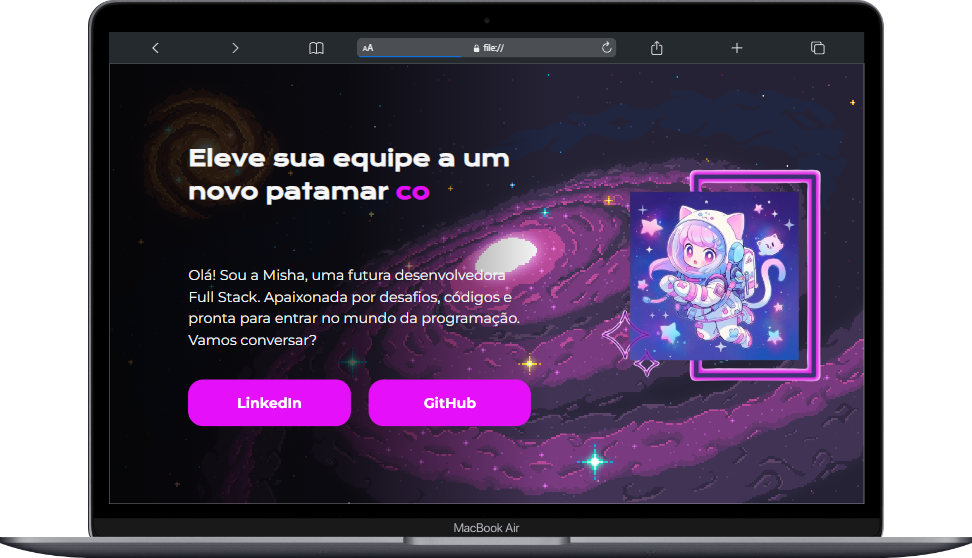 AA
file://
Eleve sua equipe a um
novo patamar co
Olá! Sou a Misha, uma futura desenvolvedora
Full Stack. Apaixonada por desafios, códigos e
pronta para entrar no mundo da programação.
Vamos conversar?
LinkedIn
GitHub
MacBook Air